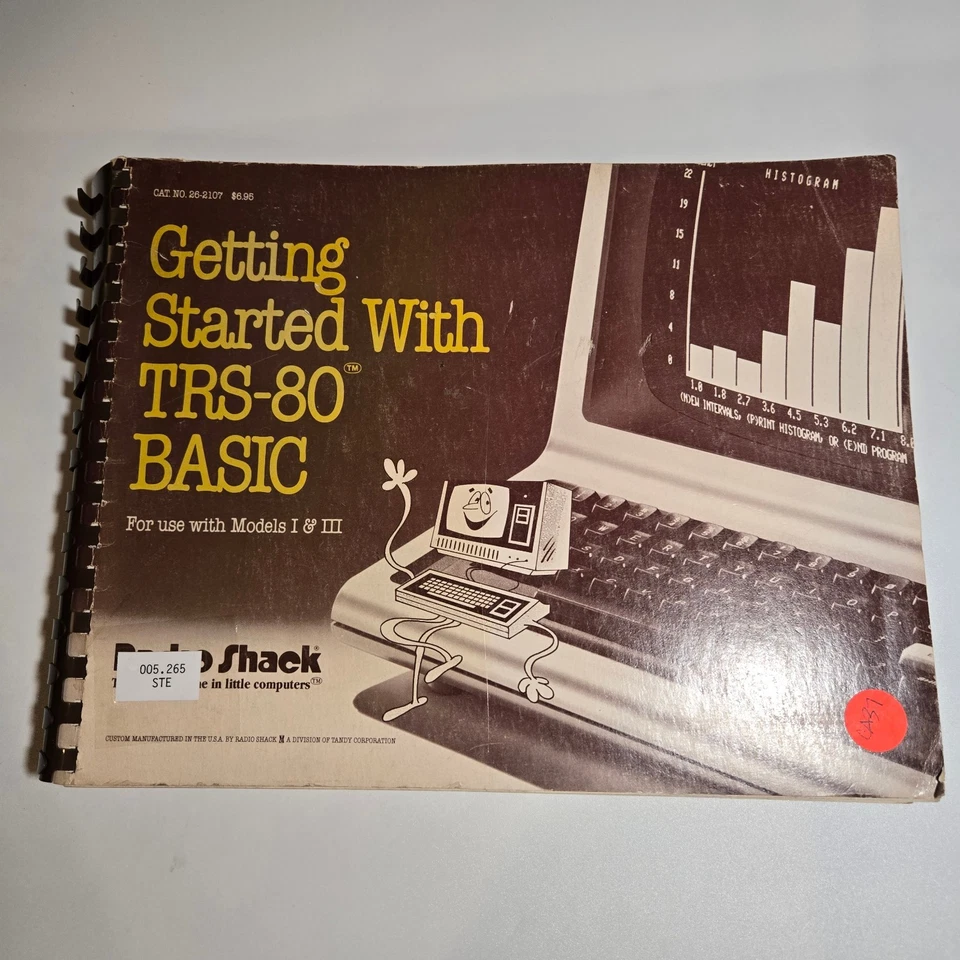 CAT. NO. 26-2107 $6.95
Getting
Started With
TRS-80™
BASIC
For use with Models I & III
HISTOGRAM
22
19
15
11
8
4
0
1.0 1.8 2.7 3.6 4.5 5.3 6.2 7.1
(N)EW INTERVALS, (P)RINT HISTOGRAM, OR (E)ND PROGRAM
Shack®
in little computers™
005.265
STE
CUSTOM MANUFACTURED IN THE U.S.A. BY RADIO SHACK A DIVISION OF TANDY CORPORATION